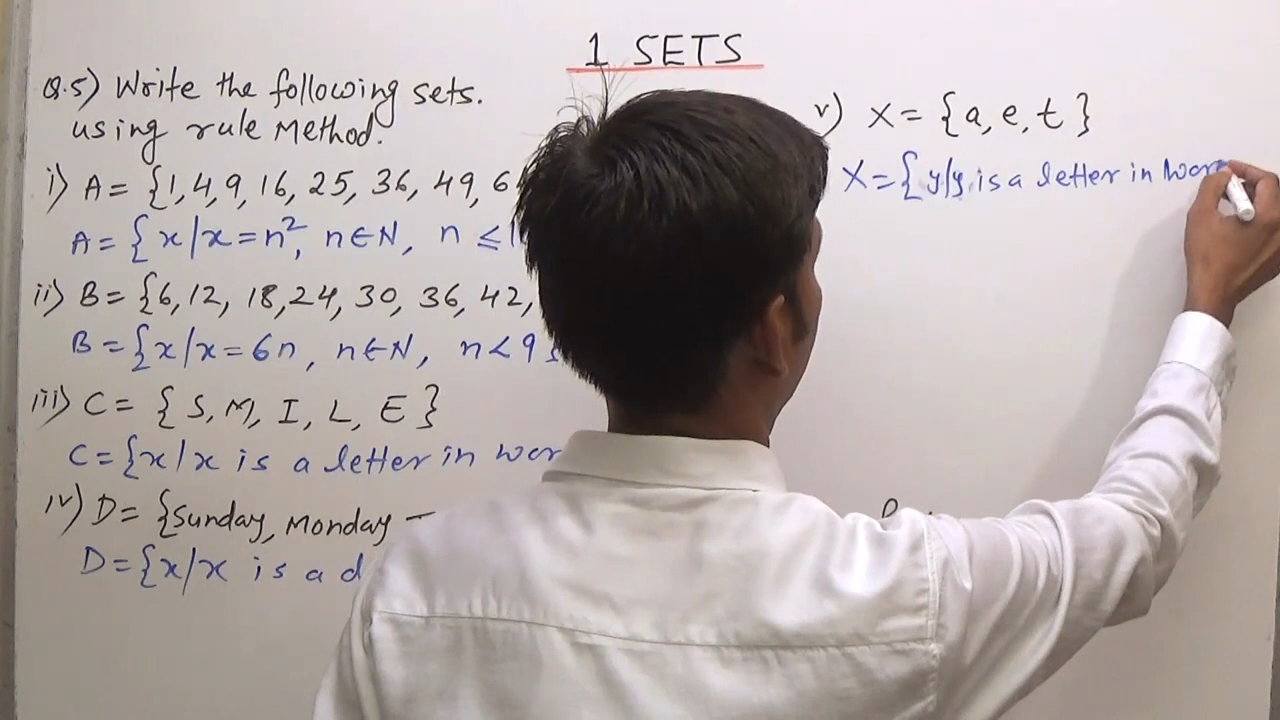 1 SETS
Q.5) Write the following sets.
using rule Method.
i) A = {1, 4, 9, 16, 25, 36, 49, 6
A = {x/x = n², n∈N, n ≤ 1
ii) B = {6, 12, 18, 24, 30, 36, 42,
B = {x/x = 6n, n∈N, n < 9
iii) C = { S, M, I, L, E }
C = {x/x is a letter in wor
iv) D = {Sunday, Monday –
D = {x/x is a d
v) X = {a, e, t }
X = { y/y is a letter in wor